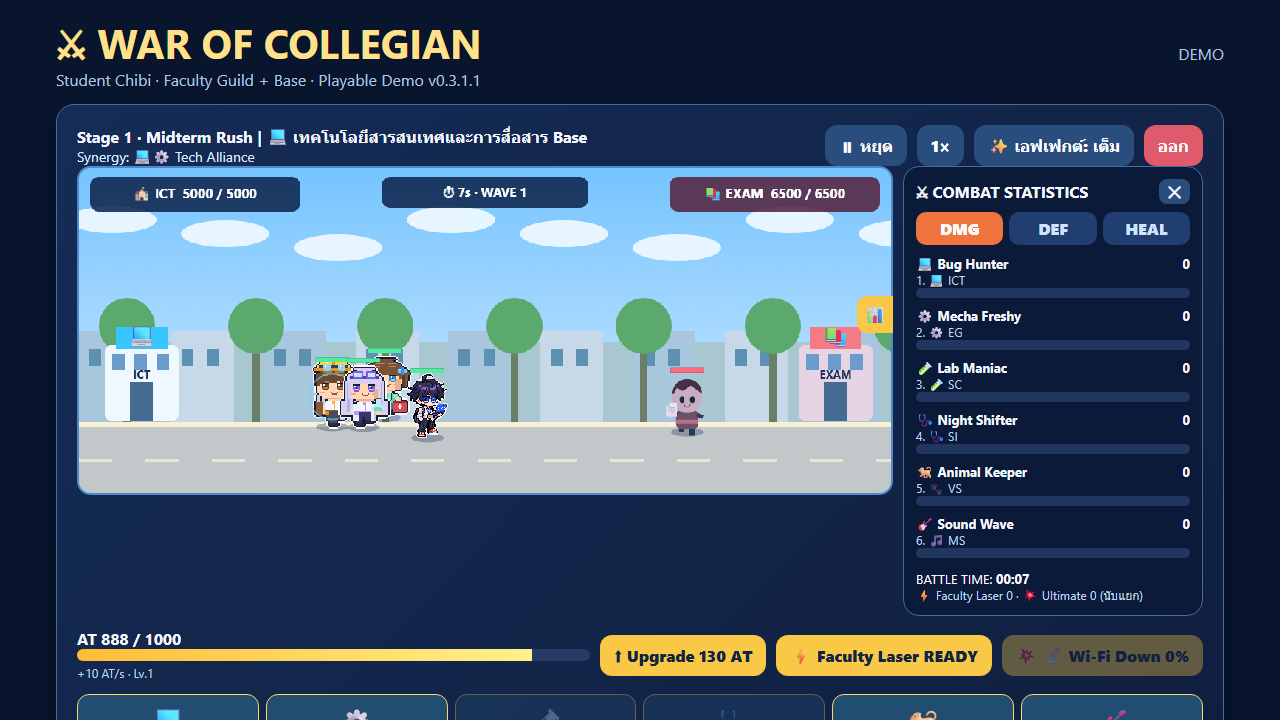 ⚔ WAR OF COLLEGIAN
Student Chibi · Faculty Guild + Base · Playable Demo v0.3.1.1
DEMO
Stage 1 · Midterm Rush | 💻 เทคโนโลยีสารสนเทศและการสื่อสาร Base
Synergy: 💻 ⚙️ Tech Alliance
⏸ หยุด
1×
✨ เอฟเฟกต์: เต็ม
ออก
🏫 ICT 5000 / 5000
⏱ 7s · WAVE 1
📚 EXAM 6500 / 6500
ICT
EXAM
⚔ COMBAT STATISTICS
✕
DMG
DEF
HEAL
💻 Bug Hunter 0
1. 💻 ICT
⚙️ Mecha Freshy 0
2. ⚙️ EG
🧪 Lab Maniac 0
3. 🧪 SC
🩺 Night Shifter 0
4. 🩺 SI
🐕 Animal Keeper 0
5. 🐾 VS
🎸 Sound Wave 0
6. 🎵 MS
BATTLE TIME: 00:07
⚡ Faculty Laser 0 · 💥 Ultimate 0 (นับแยก)
AT 888 / 1000
+10 AT/s · Lv.1
⬆ Upgrade 130 AT
⚡ Faculty Laser READY
💥 📡 Wi-Fi Down 0%